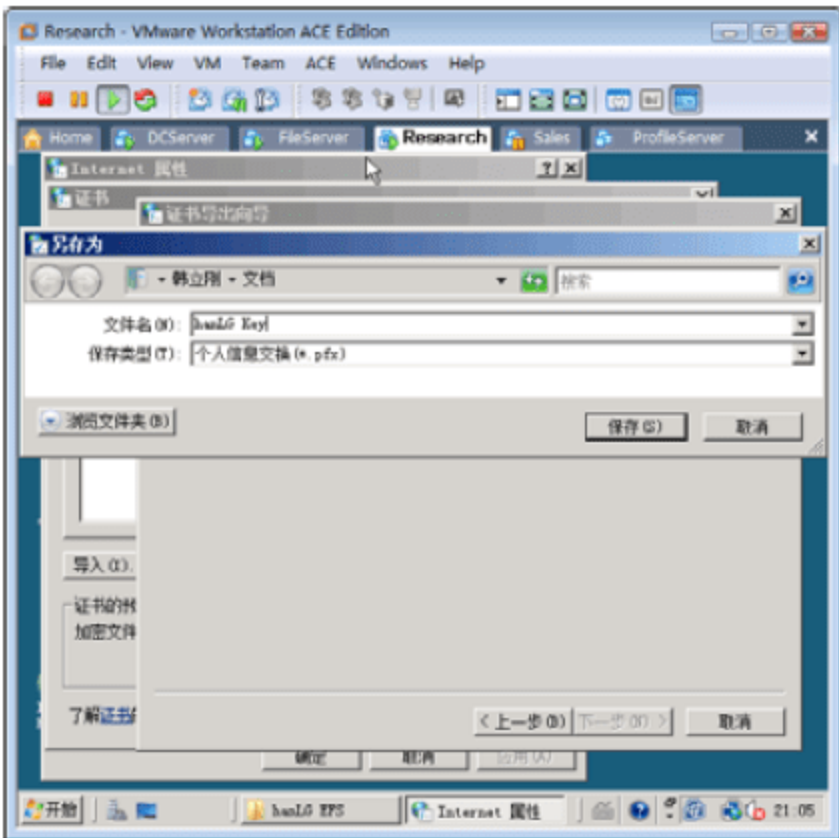 Research - VMware Workstation ACE Edition
File Edit View VM Team ACE Windows Help
Home DCServer FileServer Research Sales ProfileServer
Internet 属性
证书
证书导出向导
另存为
韩立刚 文档 搜索
文件名(N): hanLG Key
保存类型(T): 个人信息交换(*.pfx)
浏览文件夹(B) 保存(S) 取消
导入(I).
证书的
加密文件
了解证书
<上一步(B) 下一步(N) > 取消
确定 取消 应用(A)
开始 hanLG EFS Internet 属性 21:05